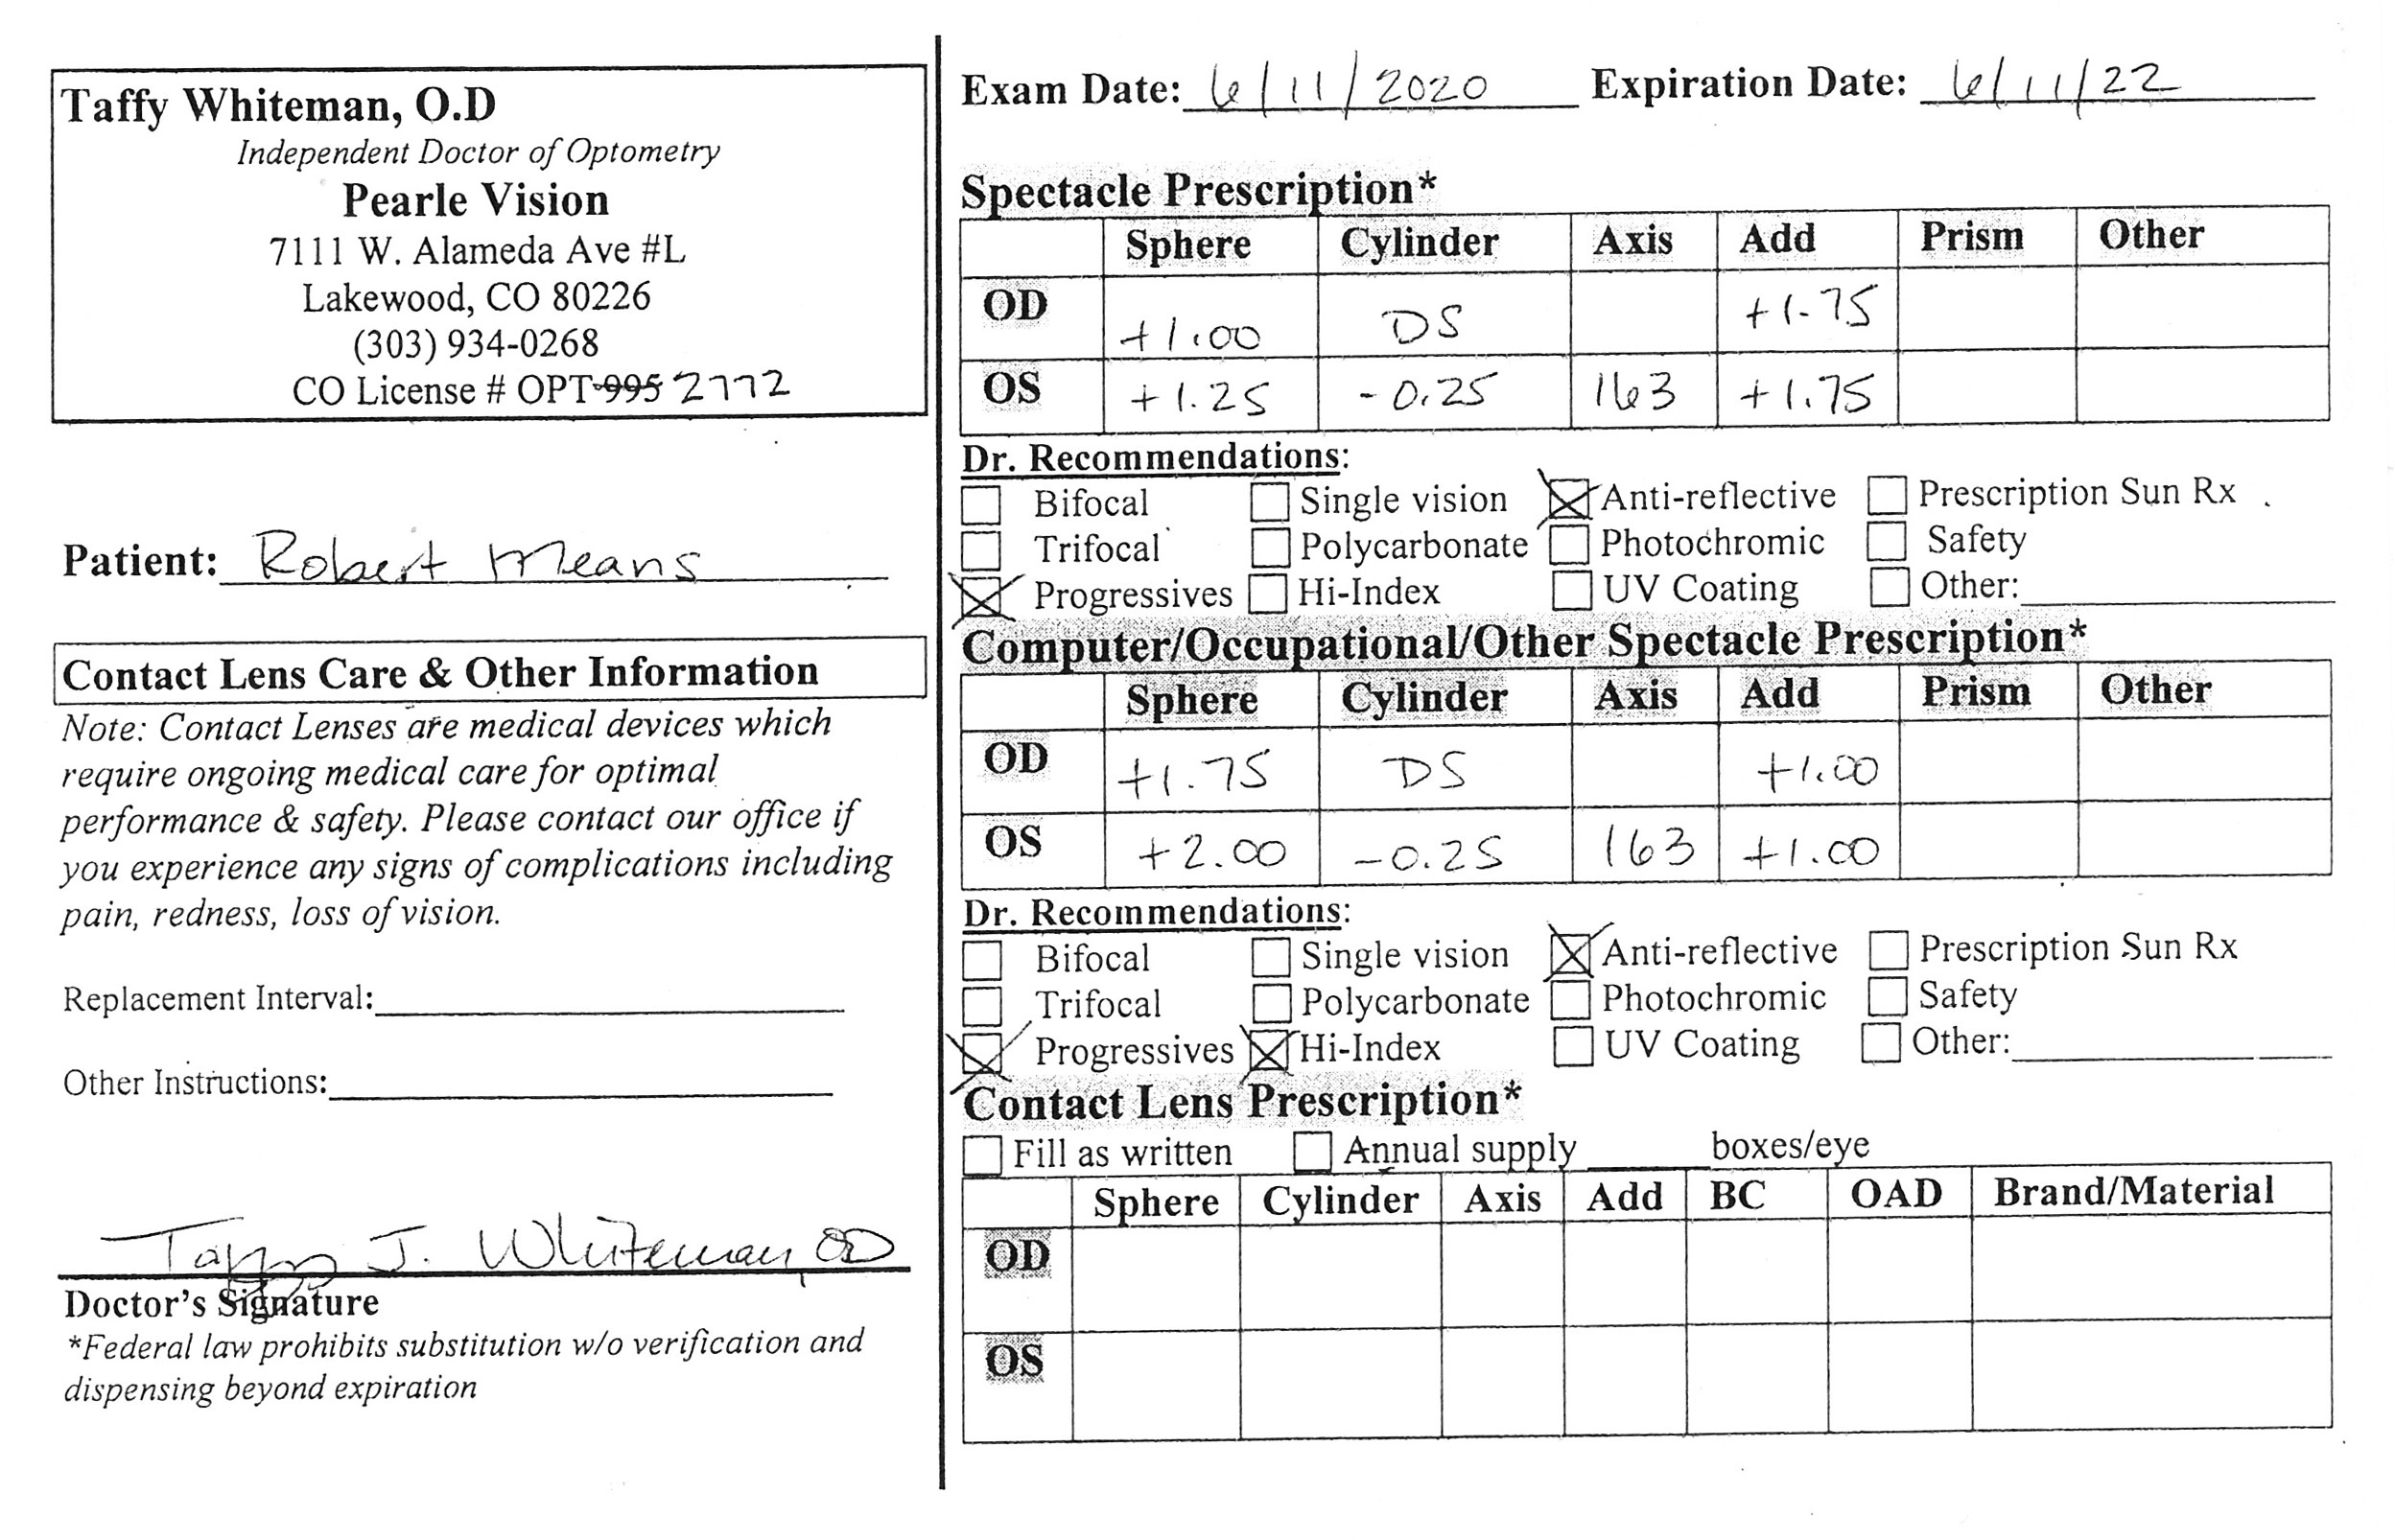 Taffy Whiteman, O.D
Independent Doctor of Optometry
Pearle Vision
7111 W. Alameda Ave #L
Lakewood, CO 80226
(303) 934-0268
CO License # OPT-995 2772
Patient: Robert Means
Contact Lens Care & Other Information
Note: Contact Lenses are medical devices which
require ongoing medical care for optimal
performance & safety. Please contact our office if
you experience any signs of complications including
pain, redness, loss of vision.
Replacement Interval:
Other Instructions:
Taffy J. Whiteman, OD
Doctor's Signature
*Federal law prohibits substitution w/o verification and
dispensing beyond expiration
Exam Date: 6/11/2020 Expiration Date: 6/11/22
Spectacle Prescription*
Sphere Cylinder Axis Add Prism Other
OD +1.00 DS +1.75
OS +1.25 -0.25 163 +1.75
Dr. Recommendations:
Bifocal Single vision Anti-reflective Prescription Sun Rx
Trifocal Polycarbonate Photochromic Safety
Progressives Hi-Index UV Coating Other:
Computer/Occupational/Other Spectacle Prescription*
Sphere Cylinder Axis Add Prism Other
OD +1.75 DS +1.00
OS +2.00 -0.25 163 +1.00
Dr. Recommendations:
Bifocal Single vision Anti-reflective Prescription Sun Rx
Trifocal Polycarbonate Photochromic Safety
Progressives Hi-Index UV Coating Other:
Contact Lens Prescription*
Fill as written Annual supply boxes/eye
Sphere Cylinder Axis Add BC OAD Brand/Material
OD
OS